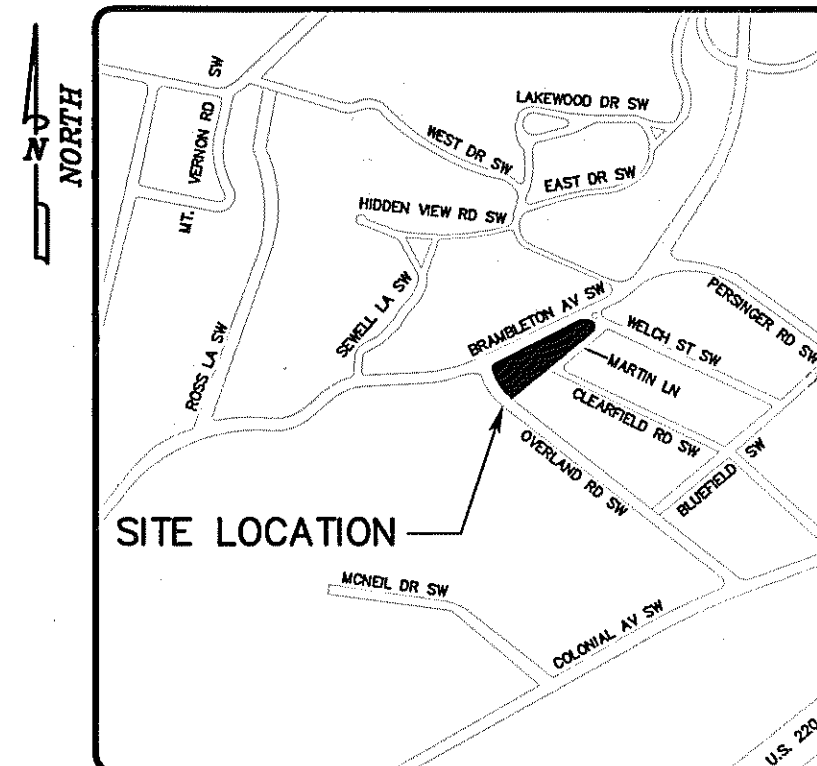 N
NORTH
MT. VERNON RD SW
LAKEWOOD DR SW
WEST DR SW
EAST DR SW
HIDDEN VIEW RD SW
SEWELL LA SW
ROSS LA SW
BRAMBLETON AV SW
PERSINGER RD SW
WELCH ST SW
MARTIN LN
CLEARFIELD RD SW
BLUEFIELD SW
OVERLAND RD SW
SITE LOCATION
MCNEIL DR SW
COLONIAL AV SW
U.S. 220